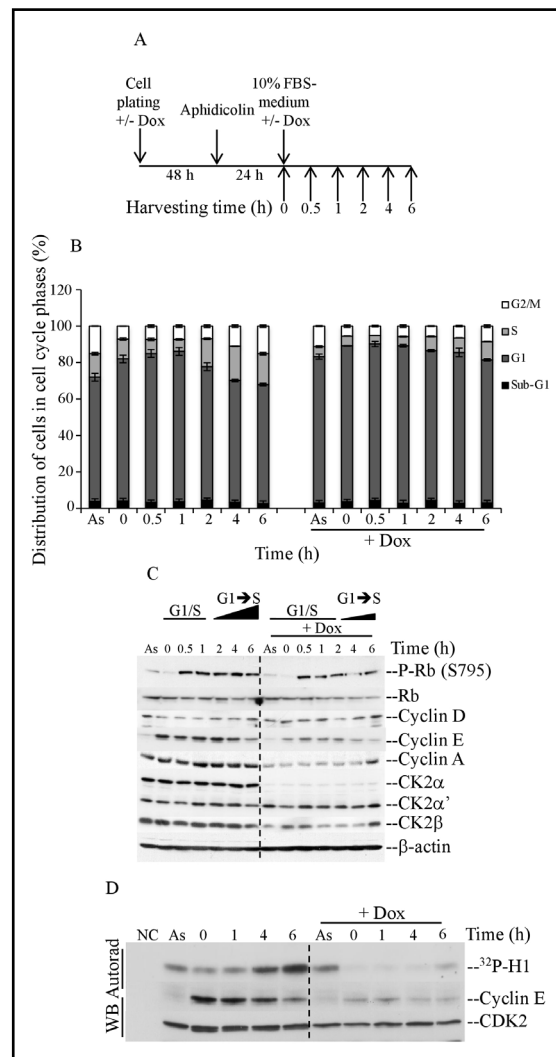 A
Cell
plating
+/- Dox
Aphidicolin
10% FBS-
medium
+/- Dox
48 h
24 h
Harvesting time (h)
0 0.5 1 2 4 6
B
Distribution of cells in cell cycle phases (%)
120
100
80
60
40
20
0
G2/M
S
G1
Sub-G1
As 0 0.5 1 2 4 6 As 0 0.5 1 2 4 6
+ Dox
Time (h)
C
G1/S G1➔S G1/S G1➔S
+ Dox
As 0 0.5 1 2 4 6 As 0 0.5 1 2 4 6 Time (h)
--P-Rb (S795)
--Rb
--Cyclin D
--Cyclin E
--Cyclin A
--CK2α
--CK2α'
--CK2β
--β-actin
D
+ Dox
NC As 0 1 4 6 As 0 1 4 6 Time (h)
Autorad
--³²P-H1
WB
--Cyclin E
--CDK2